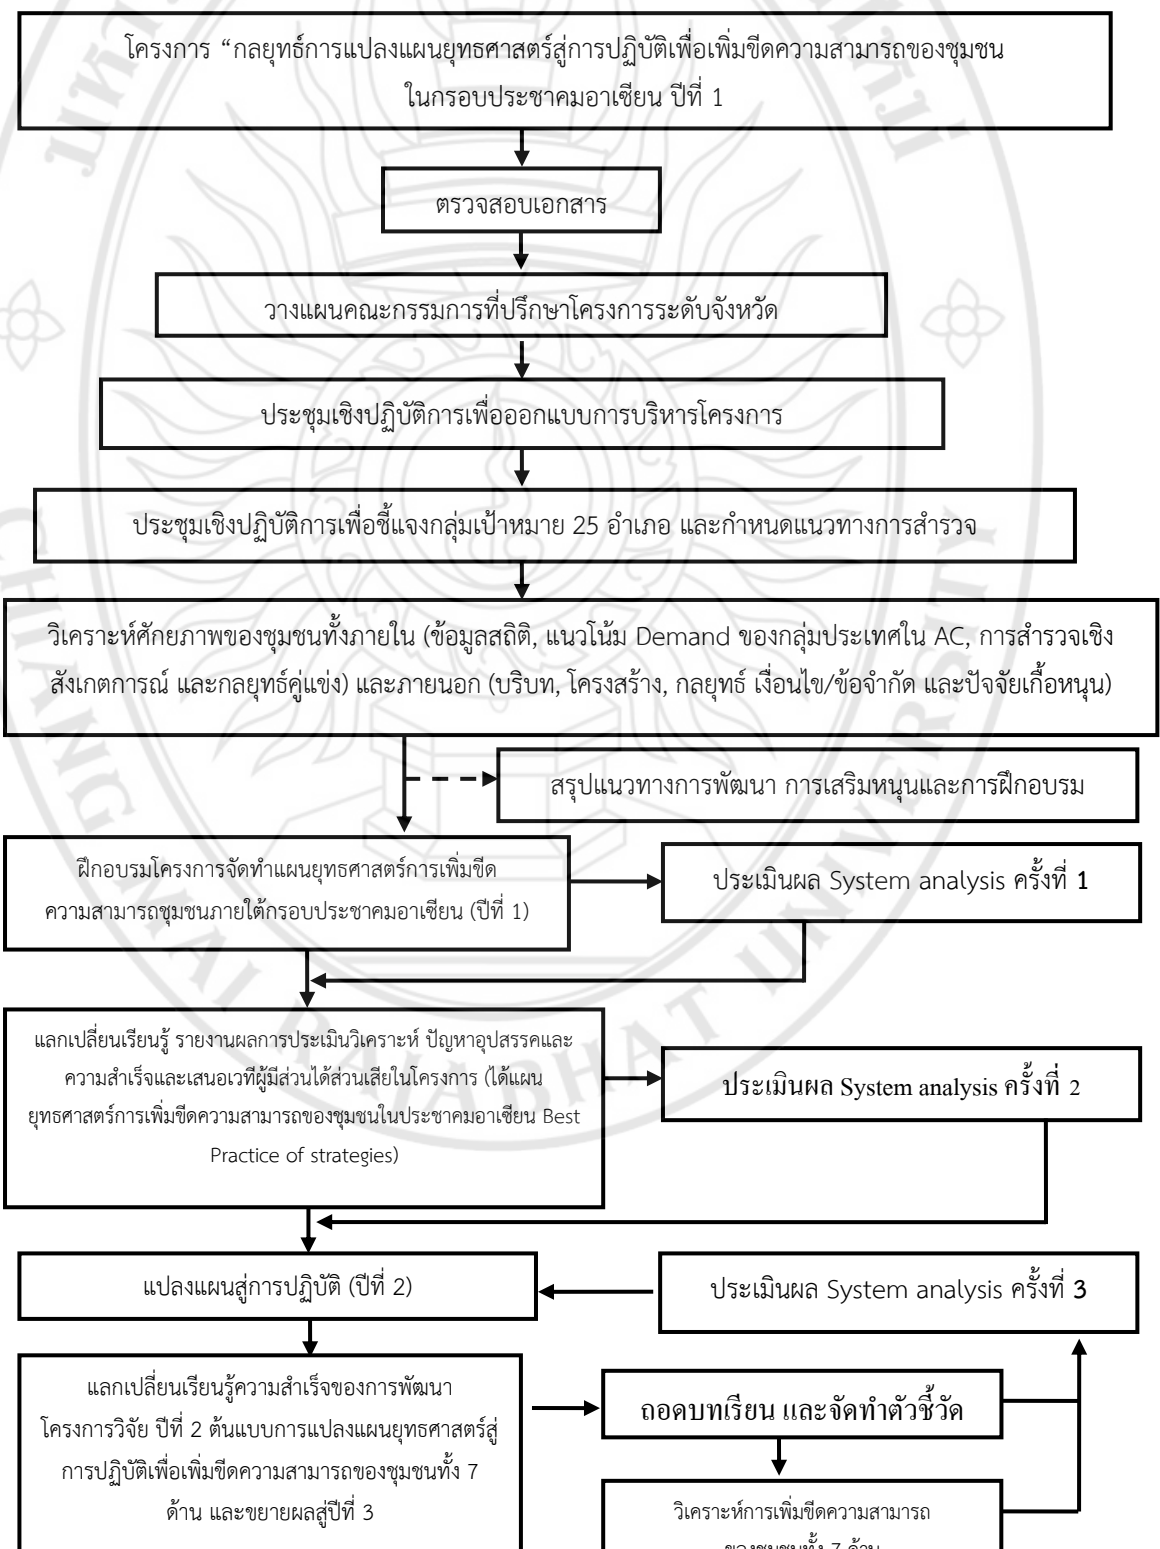 โครงการ “กลยุทธ์การแปลงแผนยุทธศาสตร์สู่การปฏิบัติเพื่อเพิ่มขีดความสามารถของชุมชน
ในกรอบประชาคมอาเซียน ปีที่ 1
ตรวจสอบเอกสาร
วางแผนคณะกรรมการที่ปรึกษาโครงการระดับจังหวัด
ประชุมเชิงปฏิบัติการเพื่อออกแบบการบริหารโครงการ
ประชุมเชิงปฏิบัติการเพื่อชี้แจงกลุ่มเป้าหมาย 25 อำเภอ และกำหนดแนวทางการสำรวจ
วิเคราะห์ศักยภาพของชุมชนทั้งภายใน (ข้อมูลสถิติ, แนวโน้ม Demand ของกลุ่มประเทศใน AC, การสำรวจเชิง
สังเกตการณ์ และกลยุทธ์คู่แข่ง) และภายนอก (บริบท, โครงสร้าง, กลยุทธ์ เงื่อนไข/ข้อจำกัด และปัจจัยเกื้อหนุน)
สรุปแนวทางการพัฒนา การเสริมหนุนและการฝึกอบรม
ฝึกอบรมโครงการจัดทำแผนยุทธศาสตร์การเพิ่มขีด
ความสามารถชุมชนภายใต้กรอบประชาคมอาเซียน (ปีที่ 1)
ประเมินผล System analysis ครั้งที่ 1
แลกเปลี่ยนเรียนรู้ รายงานผลการประเมินวิเคราะห์ ปัญหาอุปสรรคและ
ความสำเร็จและเสนอเวทีผู้มีส่วนได้ส่วนเสียในโครงการ (ได้แผน
ยุทธศาสตร์การเพิ่มขีดความสามารถของชุมชนในประชาคมอาเซียน Best
Practice of strategies)
ประเมินผล System analysis ครั้งที่ 2
แปลงแผนสู่การปฏิบัติ (ปีที่ 2)
ประเมินผล System analysis ครั้งที่ 3
แลกเปลี่ยนเรียนรู้ความสำเร็จของการพัฒนา
โครงการวิจัย ปีที่ 2 ต้นแบบการแปลงแผนยุทธศาสตร์สู่
การปฏิบัติเพื่อเพิ่มขีดความสามารถของชุมชนทั้ง 7
ด้าน และขยายผลสู่ปีที่ 3
ถอดบทเรียน และจัดทำตัวชี้วัด
วิเคราะห์การเพิ่มขีดความสามารถ
ของชุมชนทั้ง 7 ด้าน
CHIANG MAI RAJABHAT UNIVERSITY